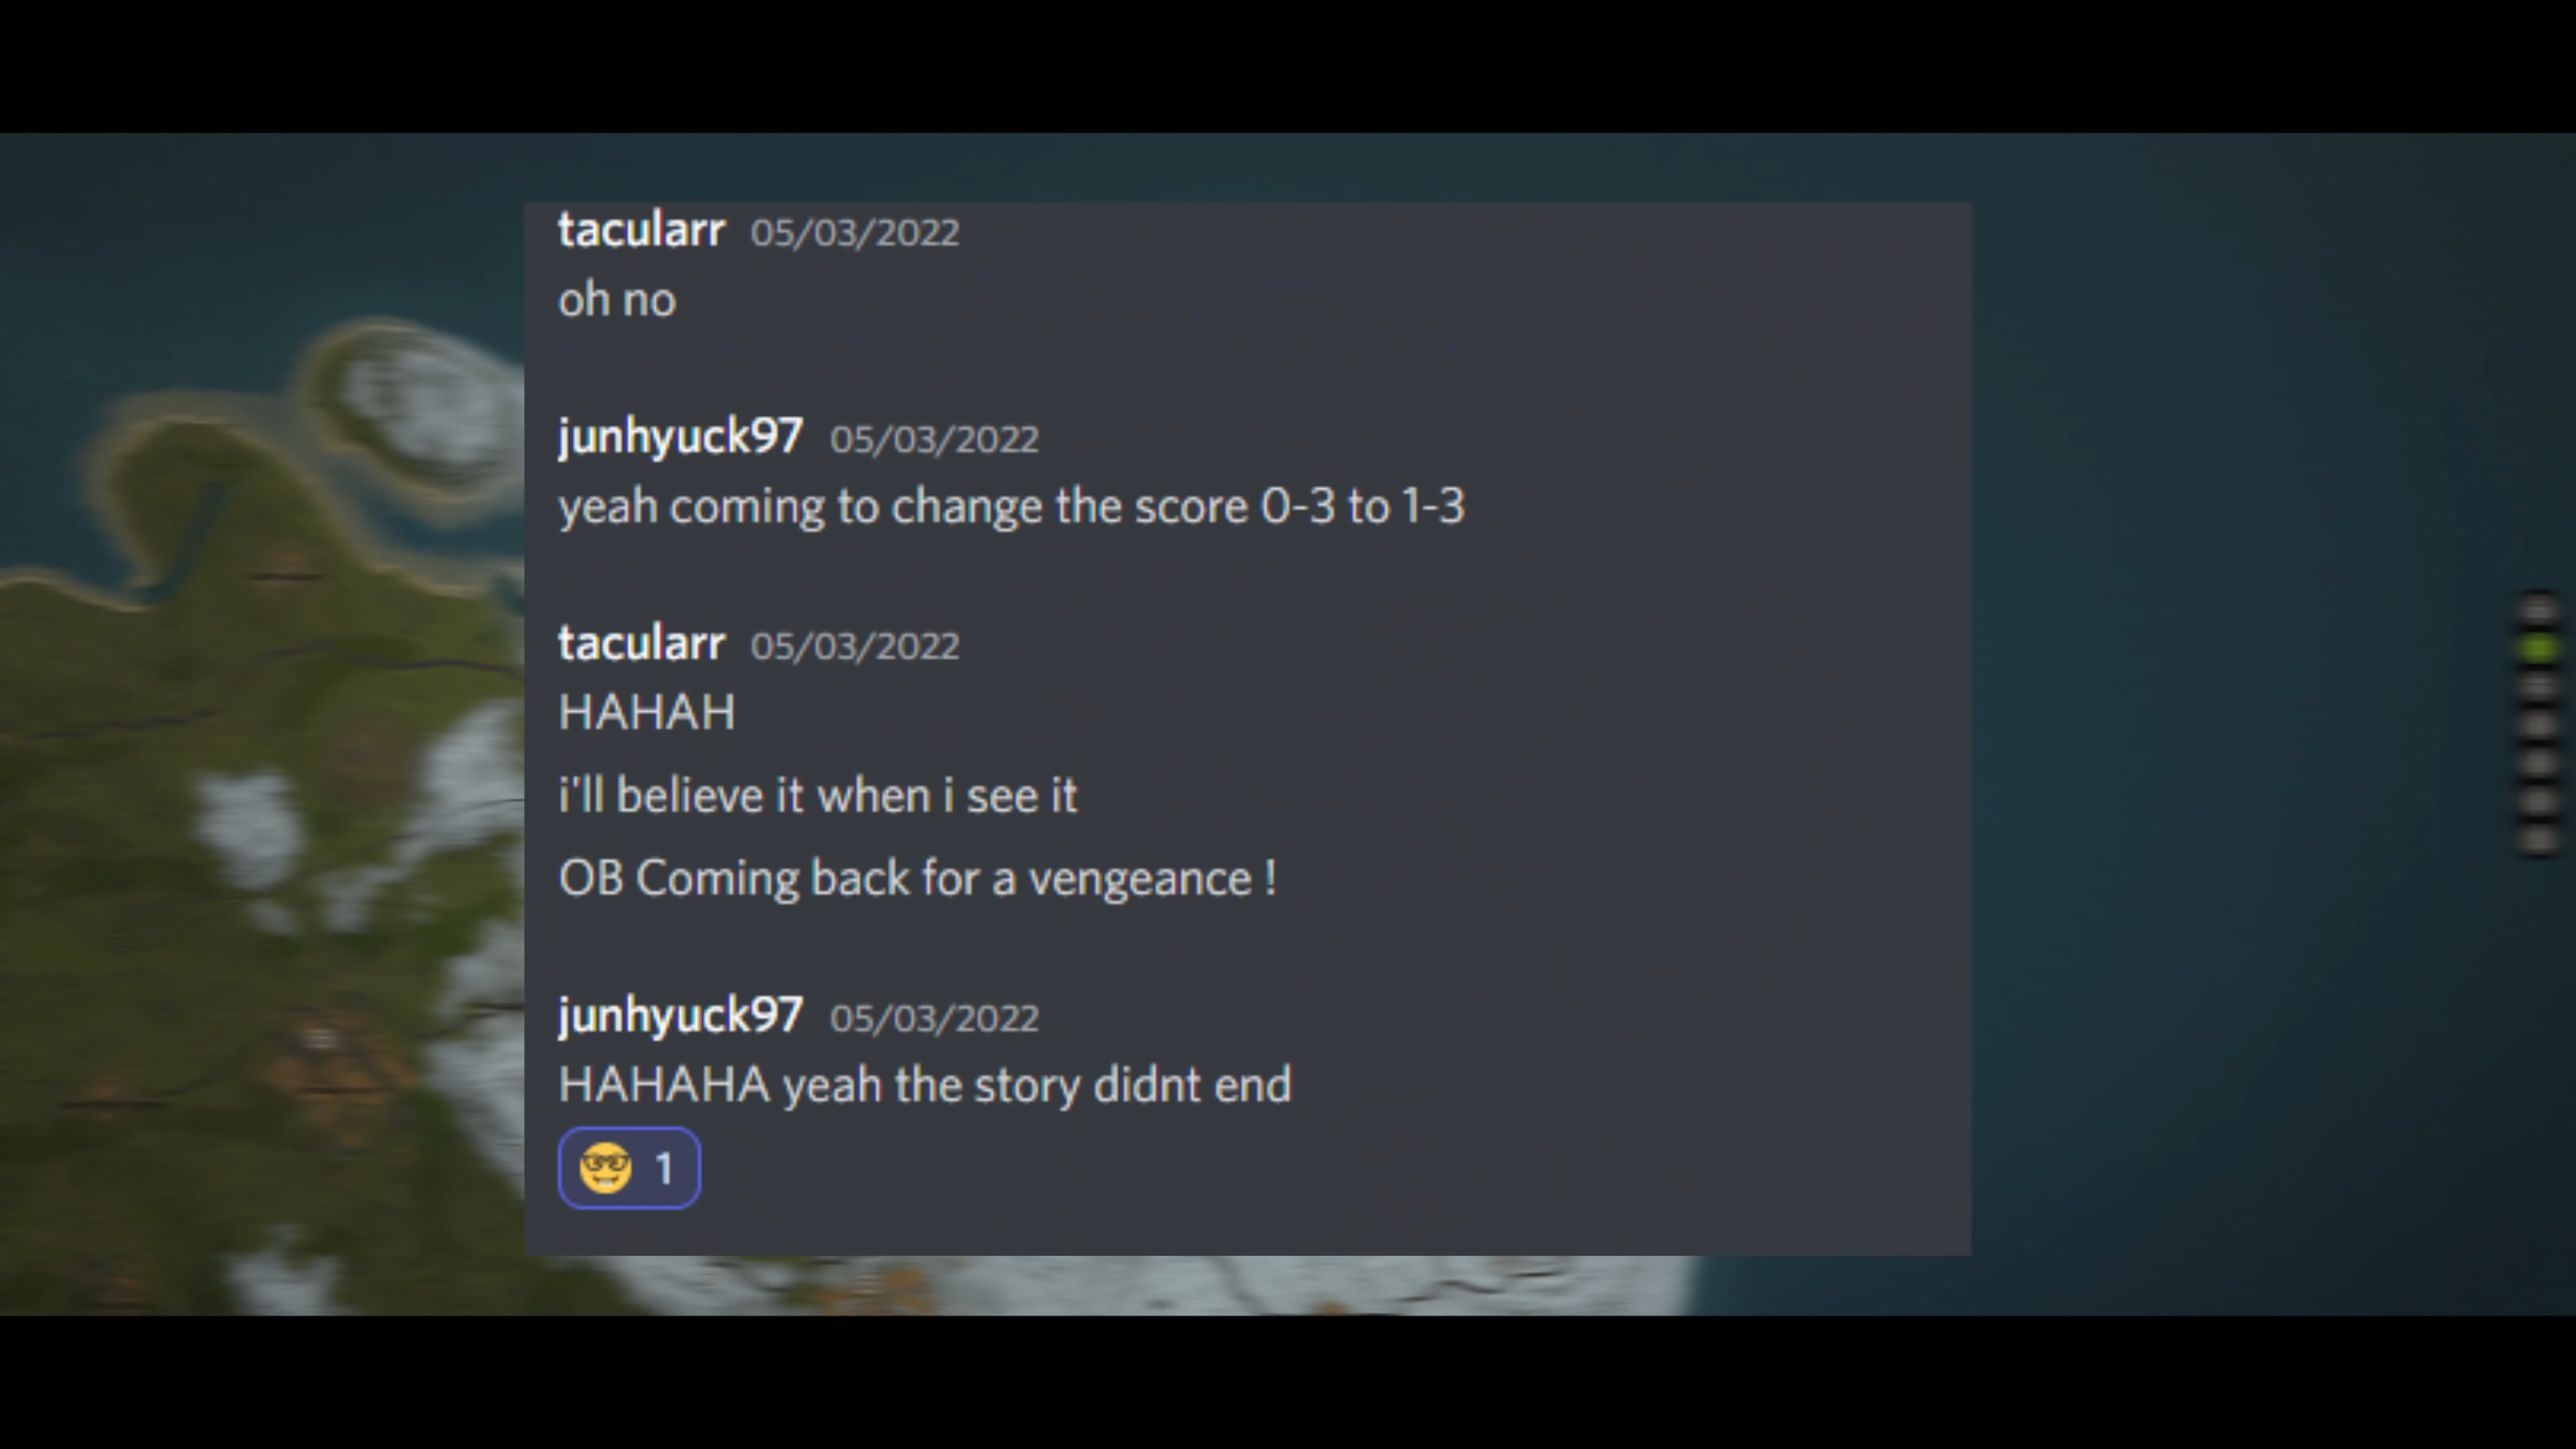 tacularr 05/03/2022
oh no
junhyuck97 05/03/2022
yeah coming to change the score 0-3 to 1-3
tacularr 05/03/2022
HAHAH
i'll believe it when i see it
OB Coming back for a vengeance !
junhyuck97 05/03/2022
HAHAHA yeah the story didnt end
1